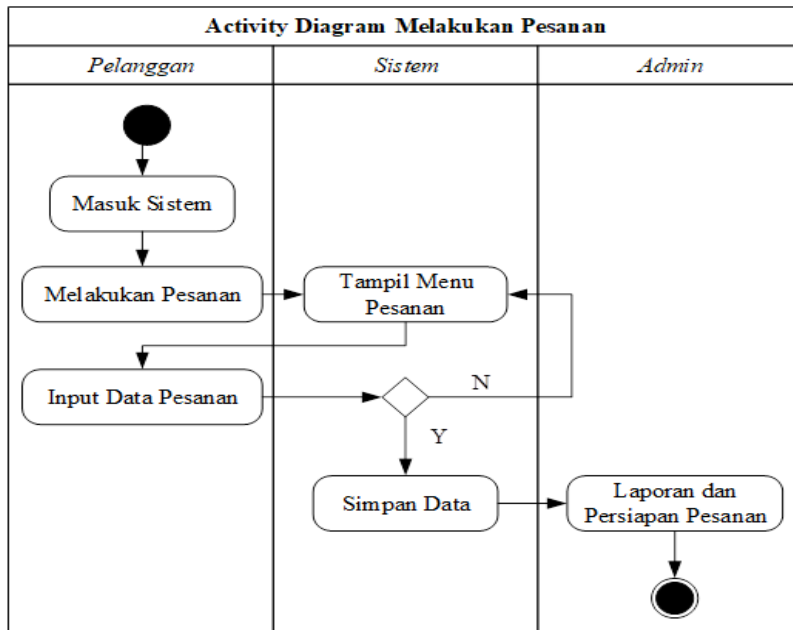 Activity Diagram Melakukan Pesanan
Pelanggan
Sistem
Admin
Masuk Sistem
Melakukan Pesanan
Tampil Menu
Pesanan
Input Data Pesanan
N
Y
Simpan Data
Laporan dan
Persiapan Pesanan